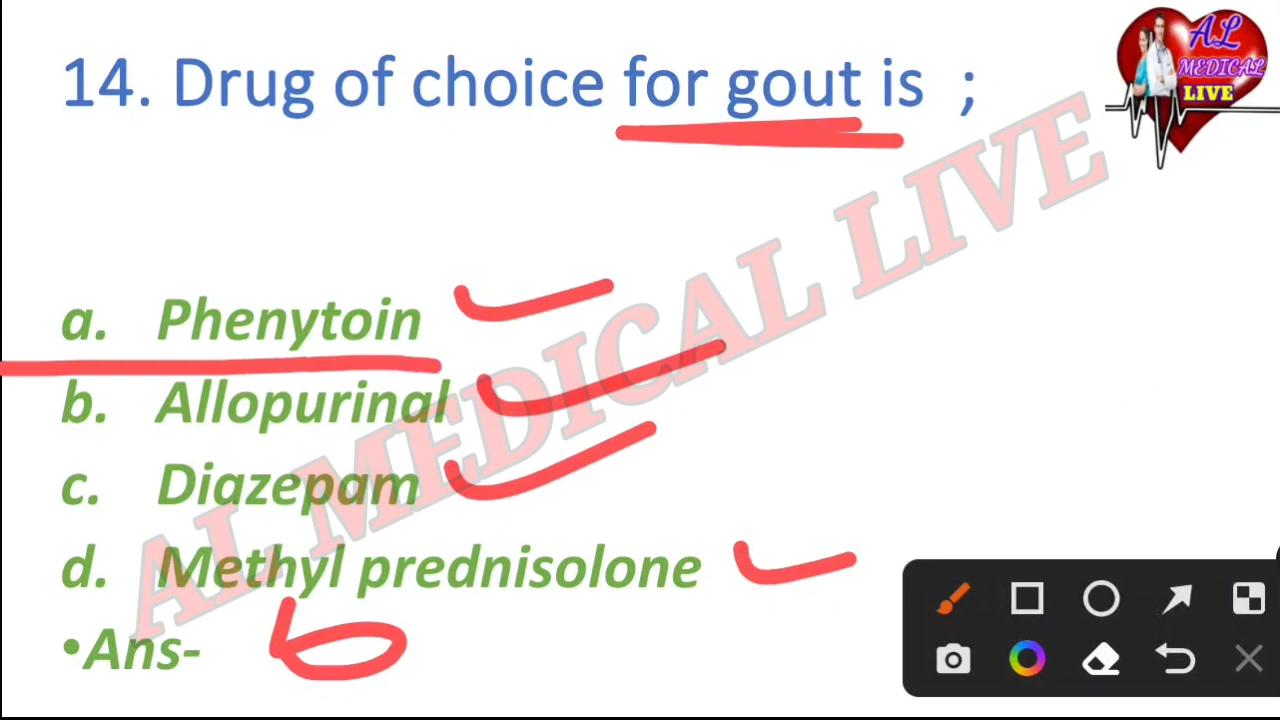 14. Drug of choice for gout is ;
AL
MEDICAL
LIVE
a. Phenytoin
b. Allopurinal
c. Diazepam
d. Methyl prednisolone
•Ans- b
AL MEDICAL LIVE